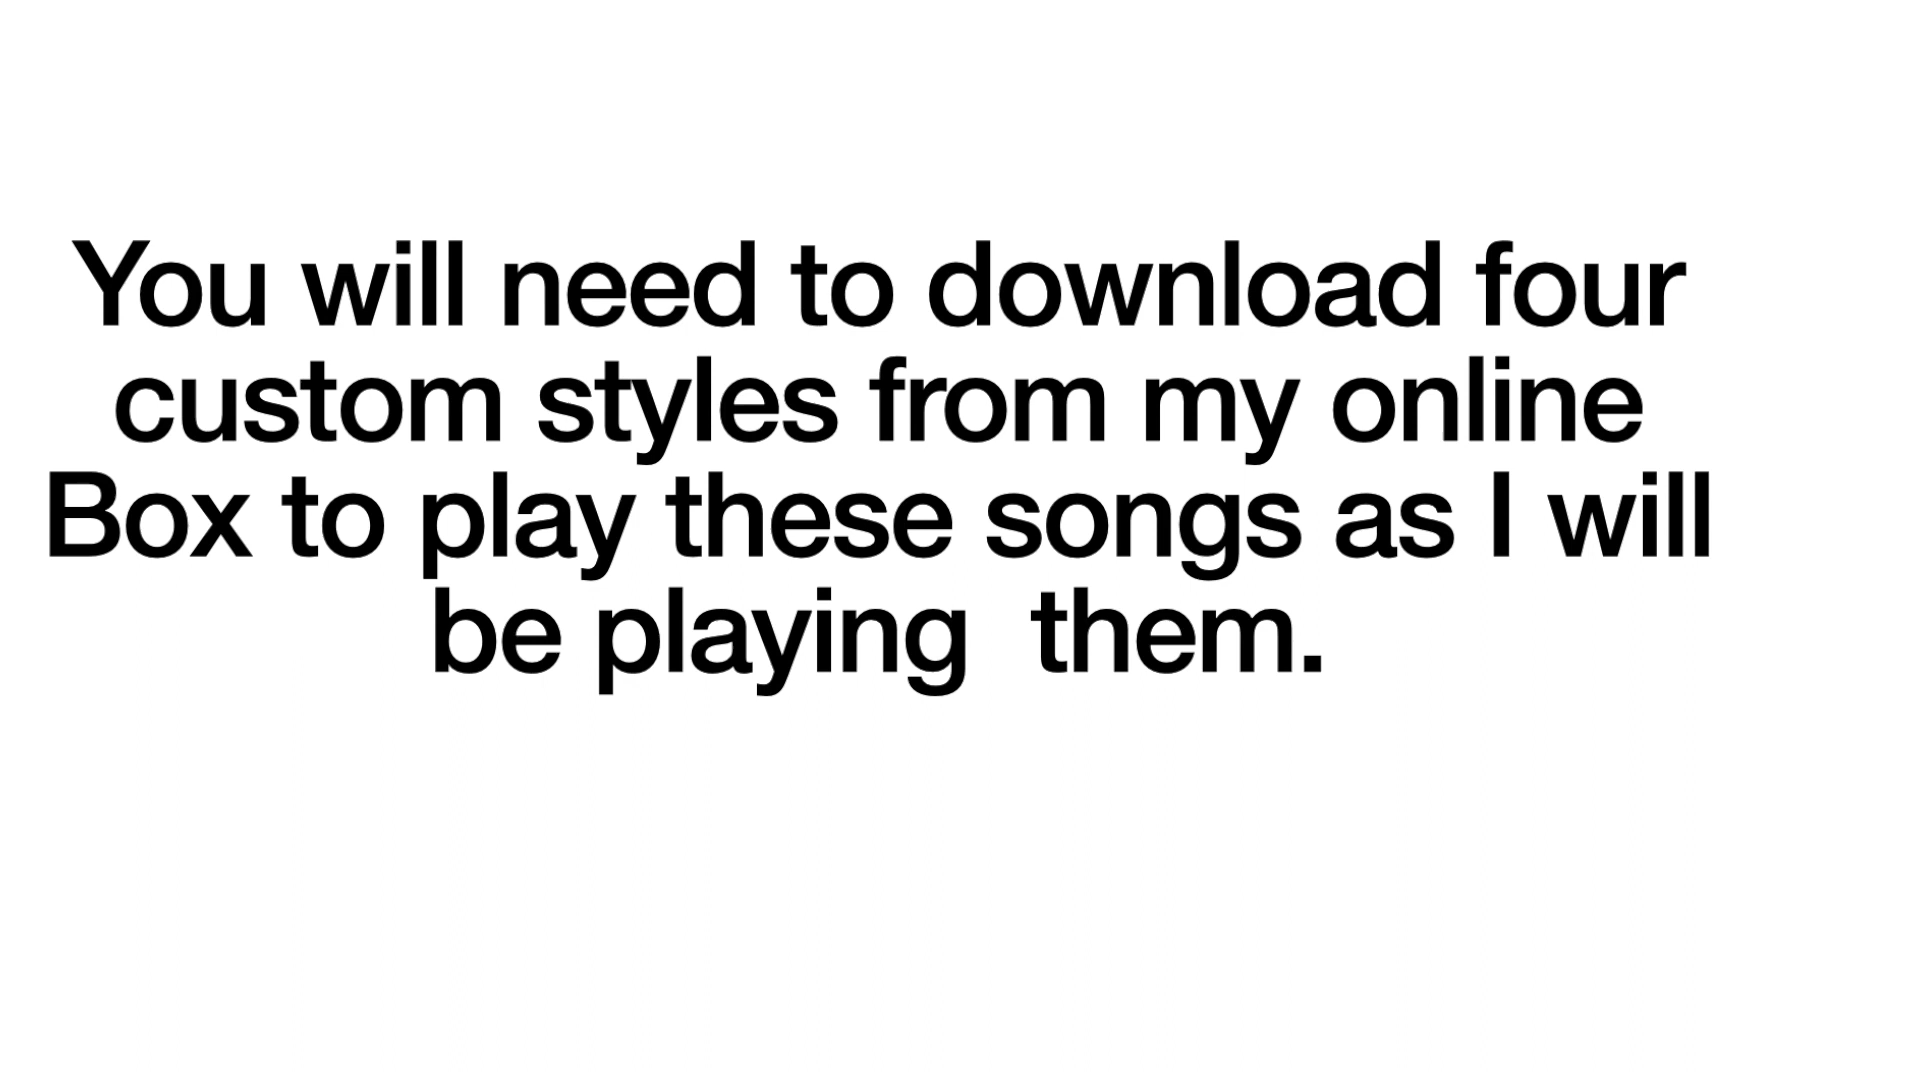 You will need to download four
custom styles from my online
Box to play these songs as I will
be playing  them.